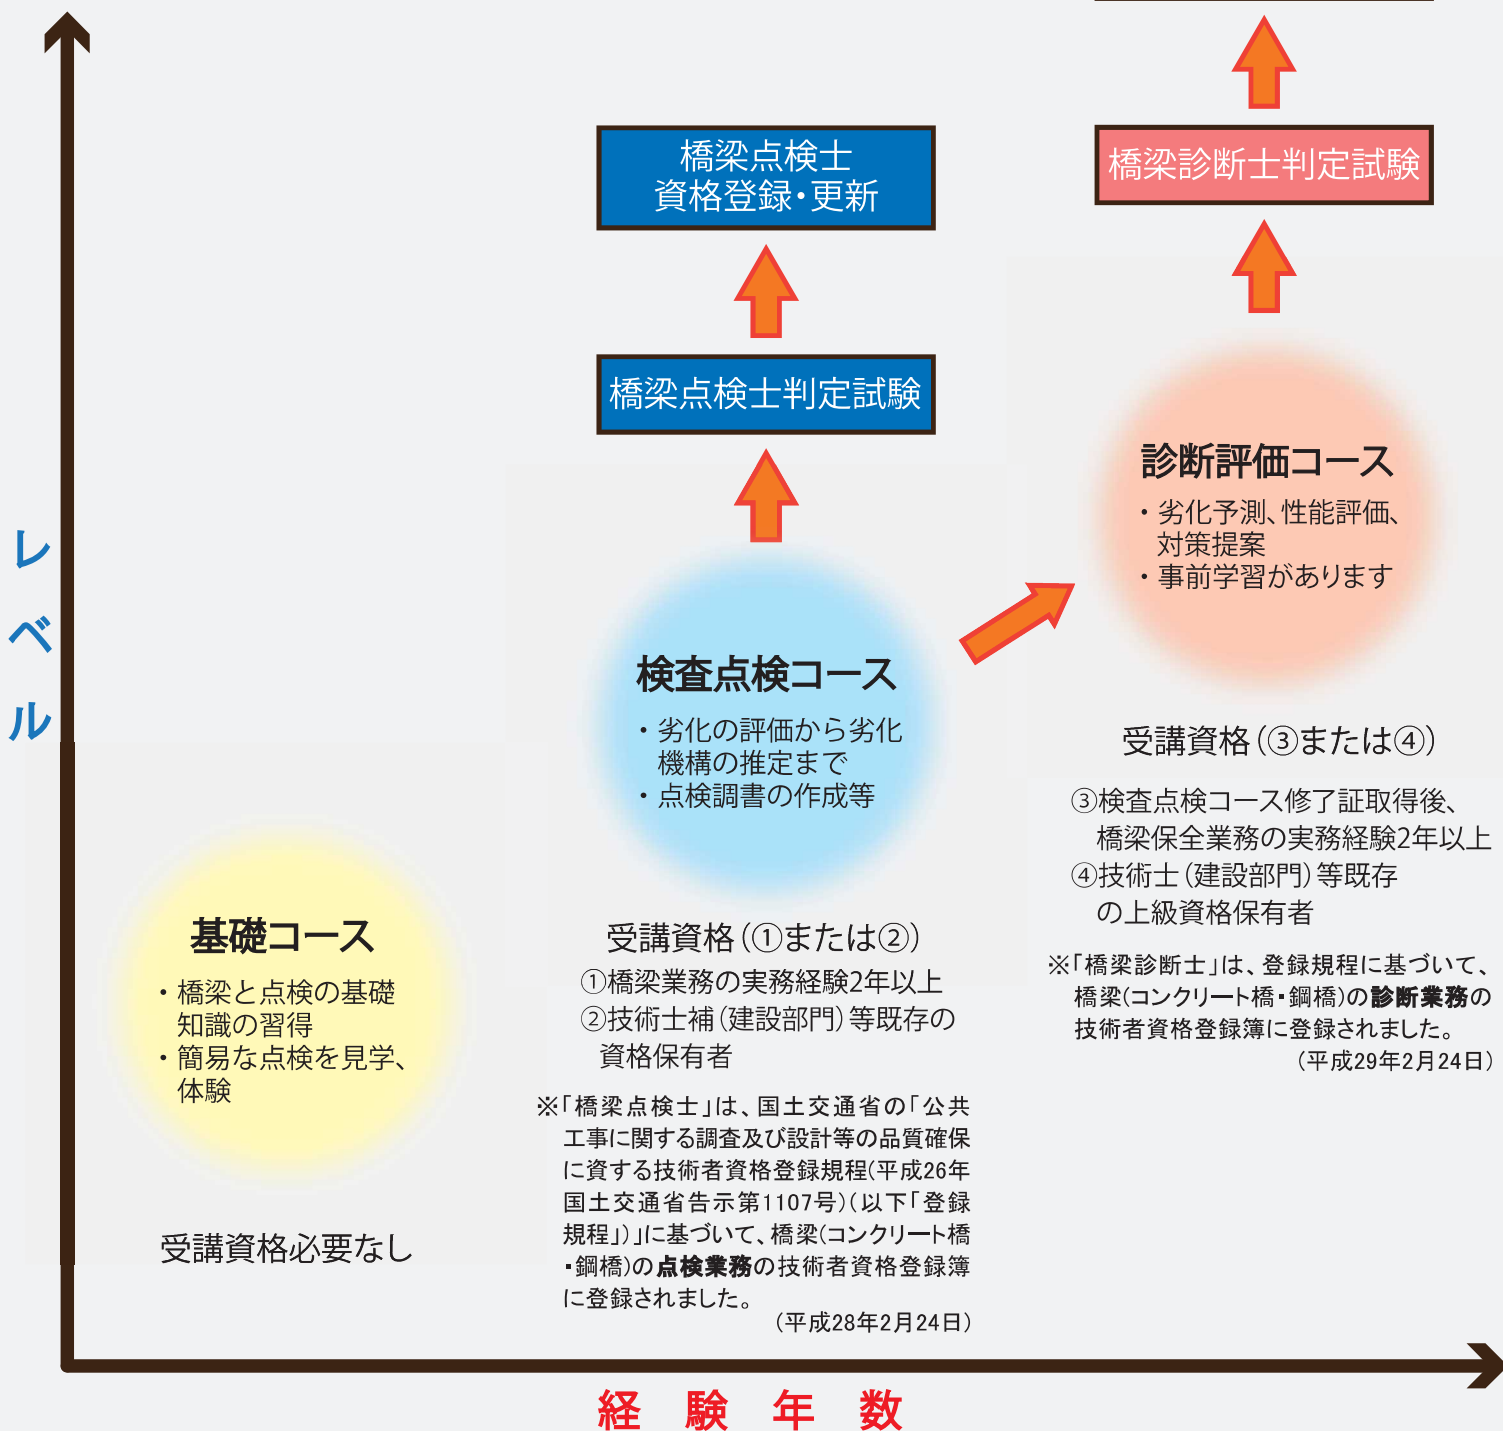 橋梁診断士判定試験
橋梁点検士
資格登録・更新
橋梁点検士判定試験
診断評価コース
・劣化予測、性能評価、
対策提案
・事前学習があります
受講資格(③または④)
③検査点検コース修了証取得後、
橋梁保全業務の実務経験2年以上
④技術士(建設部門)等既存
の上級資格保有者
※「橋梁診断士」は、登録規程に基づいて、
橋梁(コンクリート橋・鋼橋)の診断業務の
技術者資格登録簿に登録されました。
(平成29年2月24日)
検査点検コース
・劣化の評価から劣化
機構の推定まで
・点検調書の作成等
受講資格(①または②)
①橋梁業務の実務経験2年以上
②技術士補(建設部門)等既存の
資格保有者
※「橋梁点検士」は、国土交通省の「公共
工事に関する調査及び設計等の品質確保
に資する技術者資格登録規程(平成26年
国土交通省告示第1107号)(以下「登録
規程」)」に基づいて、橋梁(コンクリート橋
・鋼橋)の点検業務の技術者資格登録簿
に登録されました。
(平成28年2月24日)
基礎コース
・橋梁と点検の基礎
知識の習得
・簡易な点検を見学、
体験
受講資格必要なし
レベル
経験年数